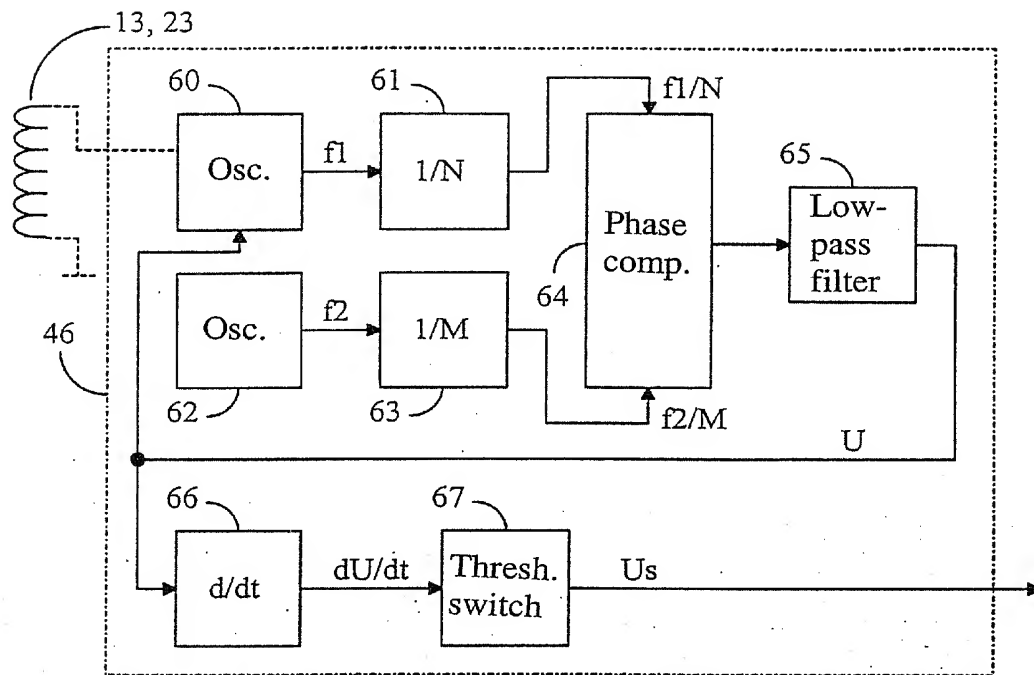 13, 23
60
61
f1/N
Osc.
f1
1/N
65
Low-
pass
filter
Phase
comp.
64
46
Osc.
f2
1/M
62
63
f2/M
U
66
67
d/dt
dU/dt
Thresh.
switch
Us